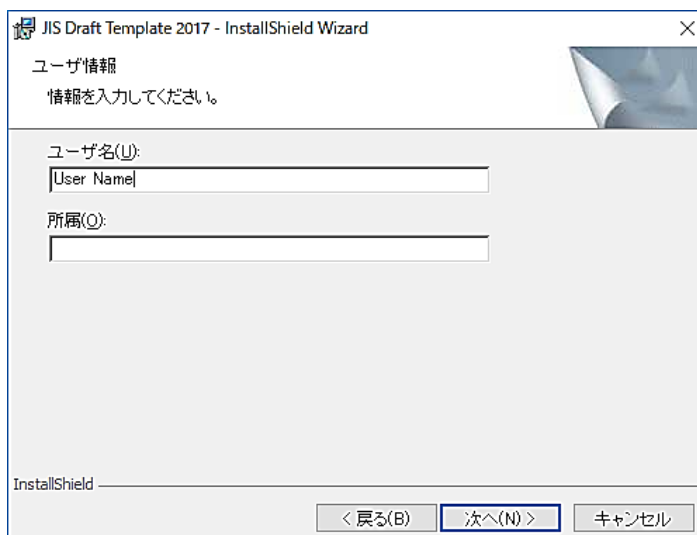 JIS Draft Template 2017 - InstallShield Wizard
ユーザ情報
情報を入力してください。
ユーザ名(U):
User Name
所属(O):
InstallShield
< 戻る(B)
次へ(N) >
キャンセル